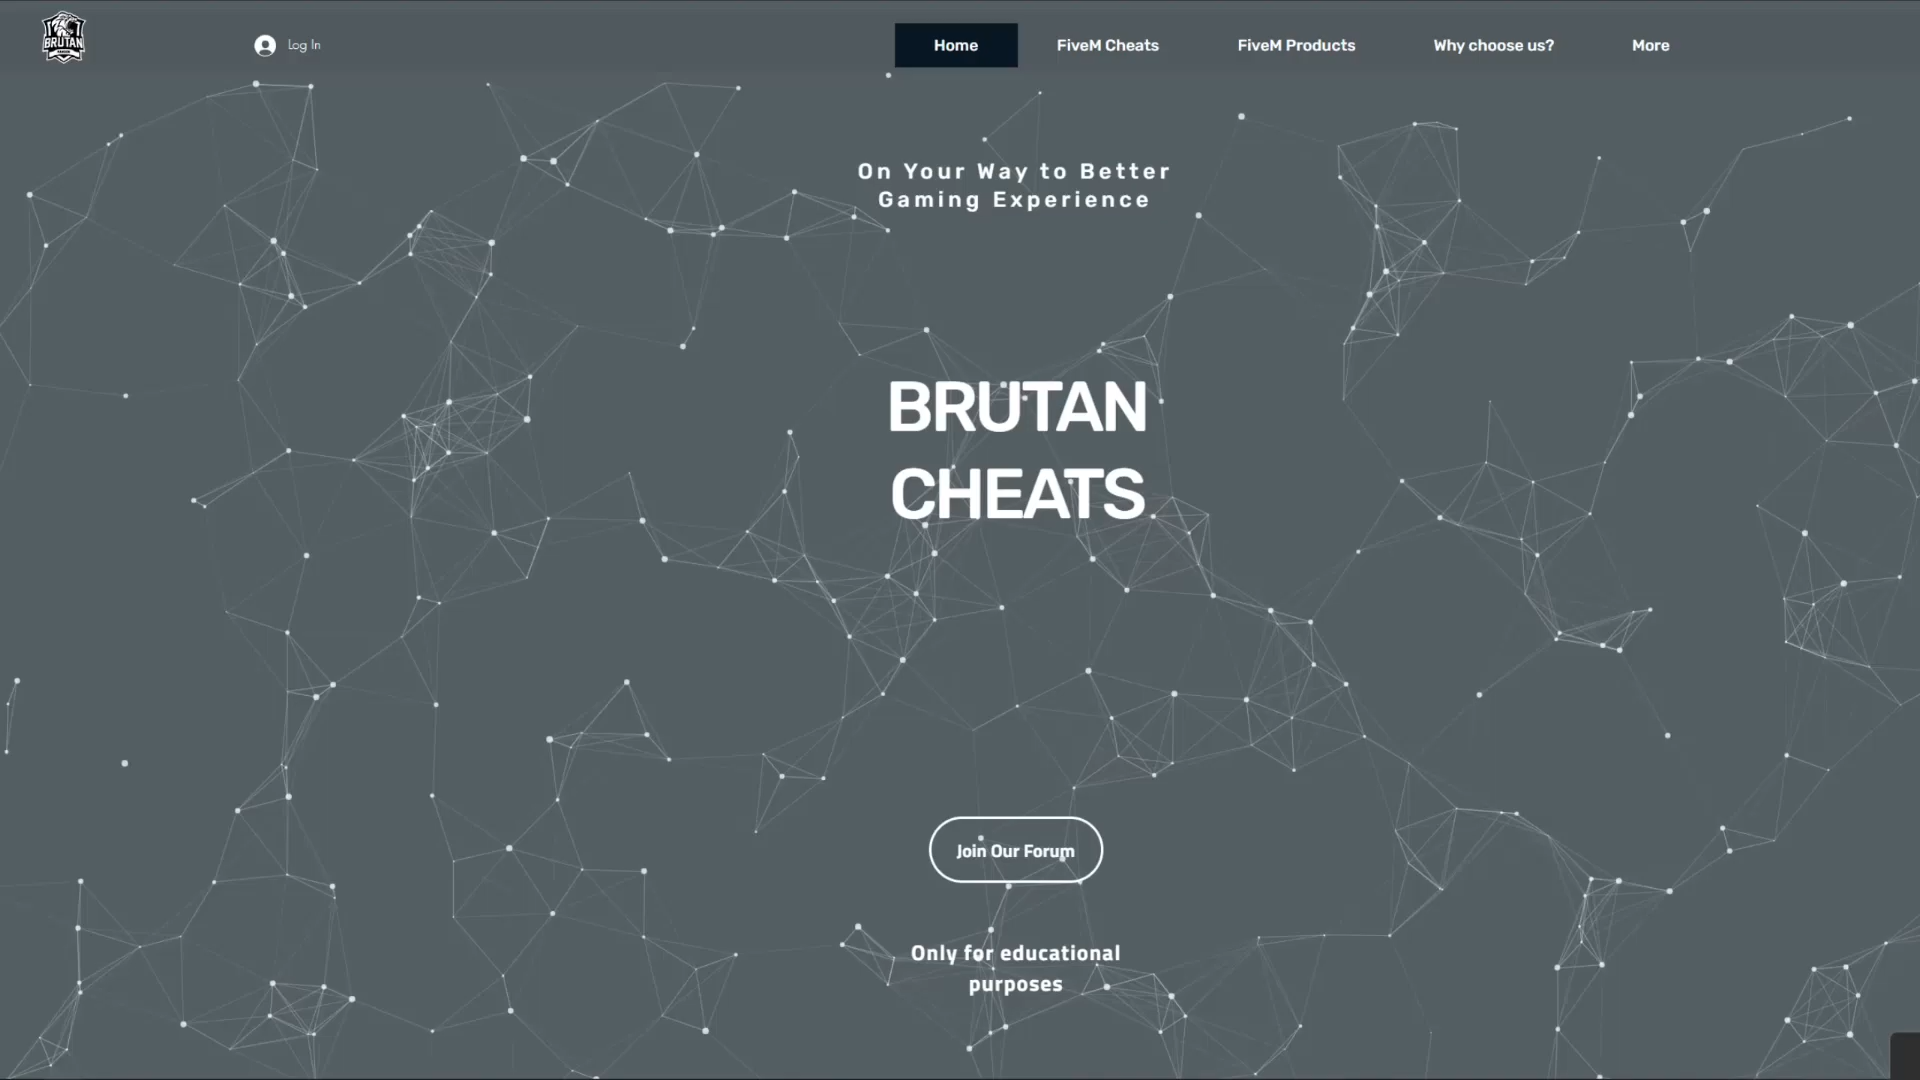 BRUTAN
Log In
Home
FiveM Cheats
FiveM Products
Why choose us?
More
On Your Way to Better
Gaming Experience
BRUTAN
CHEATS
Join Our Forum
Only for educational
purposes